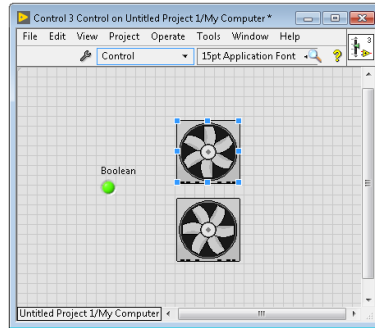 Control 3 Control on Untitled Project 1/My Computer *
File Edit View Project Operate Tools Window Help
Control 15pt Application Font 3
Boolean
Untitled Project 1/My Computer